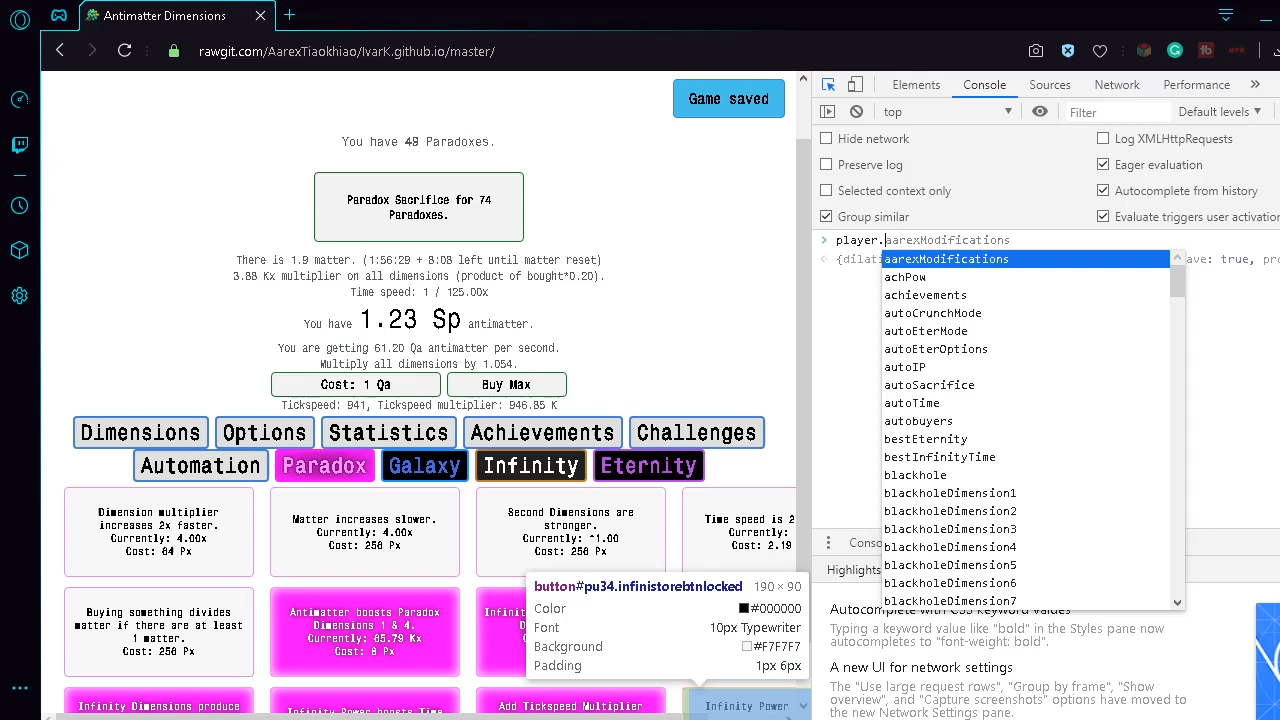 Antimatter Dimensions
rawgit.com/AarexTiaokhiao/IvarK.github.io/master/
Game saved
You have 49 Paradoxes.
Paradox Sacrifice for 74
Paradoxes.
There is 1.9 matter. (1:56:29 + 8:08 left until matter reset)
3.88 Kx multiplier on all dimensions (product of bought*0.20).
Time speed: 1 / 125.00x
You have 1.23 Sp antimatter.
You are getting 61.20 Qa antimatter per second.
Multiply all dimensions by 1.054.
Cost: 1 Qa
Buy Max
Tickspeed: 941, Tickspeed multiplier: 946.85 K
Dimensions
Options
Statistics
Achievements
Challenges
Automation
Paradox
Galaxy
Infinity
Eternity
Dimension multiplier
increases 2x faster.
Currently: 4.00x
Cost: 64 Px
Matter increases slower.
Currently: 4.00x
Cost: 256 Px
Second Dimensions are
stronger.
Currently: ^1.00
Cost: 256 Px
Time speed is 2
Currently: 4.00
Cost: 2.19
Buying something divides
matter if there are at least
1 matter.
Cost: 256 Px
Antimatter boosts Paradox
Dimensions 1 & 4.
Currently: 65.79 Kx
Cost: 8 Px
button#pu34.infinistorebtnlocked 190 × 90
Color #000000
Font 10px Typewriter
Background #F7F7F7
Padding 1px 6px
Infinity Dimensions produce
Infinity Power boosts Time
Add Tickspeed Multiplier
Infinity Power
Elements
Console
Sources
Network
Performance
top
Filter
Default levels
Hide network
Log XMLHttpRequests
Preserve log
Eager evaluation
Selected context only
Autocomplete from history
Group similar
Evaluate triggers user activation
player.aarexModifications
aarexModifications
achPow
achievements
autoCrunchMode
autoEterMode
autoEterOptions
autoIP
autoSacrifice
autoTime
autobuyers
bestEternity
bestInfinityTime
blackhole
blackholeDimension1
blackholeDimension2
blackholeDimension3
blackholeDimension4
blackholeDimension5
blackholeDimension6
blackholeDimension7
Highlights
Autocomplete with CSS keyword values
Typing a keyword value like "bold" in the Styles pane now
autocompletes to "font-weight: bold".
A new UI for network settings
The "Use large request rows", "Group by frame", "Show
overview", and "Capture screenshots" options have moved to
the new Network Settings pane.